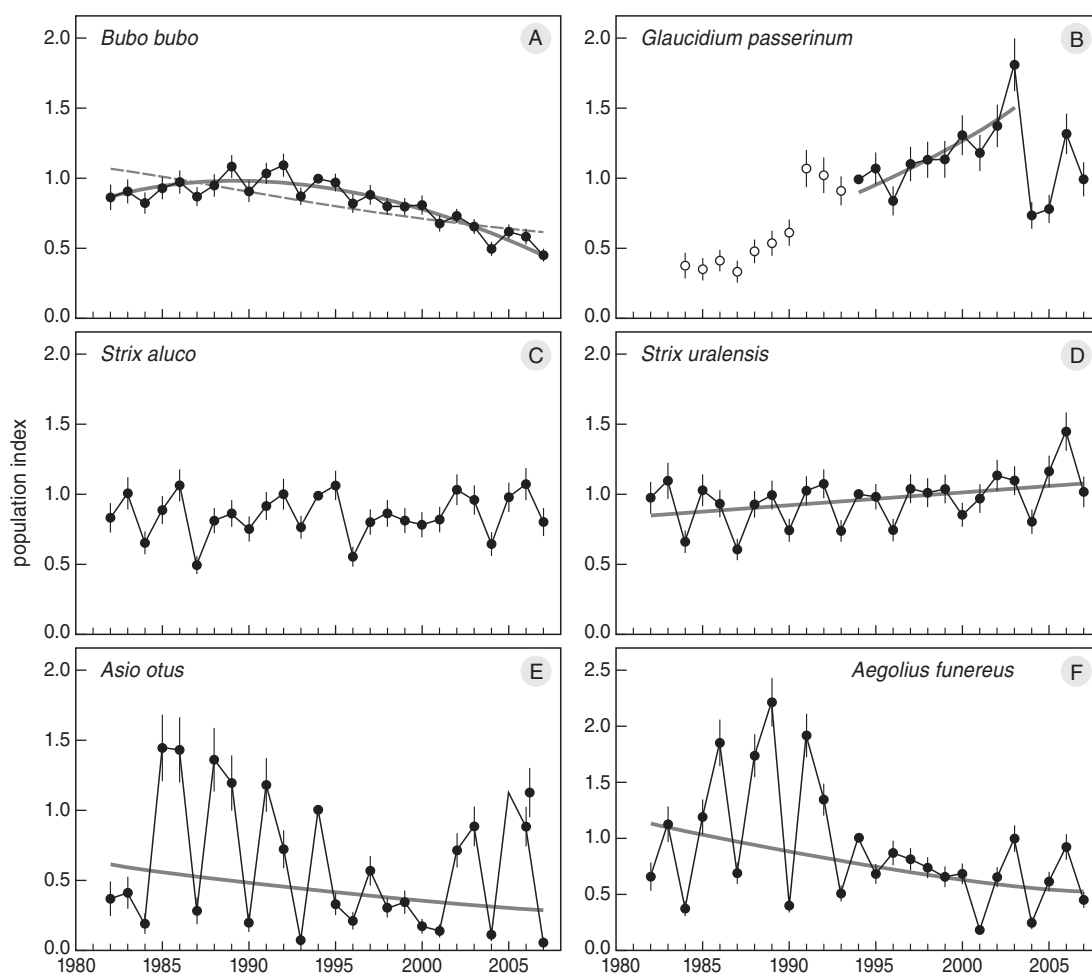 Bubo bubo
A
2.0
1.5
1.0
0.5
0.0
Glaucidium passerinum
B
2.0
1.5
1.0
0.5
0.0
Strix aluco
C
2.0
1.5
1.0
0.5
0.0
Strix uralensis
D
2.0
1.5
1.0
0.5
0.0
population index
Asio otus
E
2.0
1.5
1.0
0.5
0.0
1980 1985 1990 1995 2000 2005
Aegolius funereus
F
2.5
2.0
1.5
1.0
0.5
0.0
1980 1985 1990 1995 2000 2005